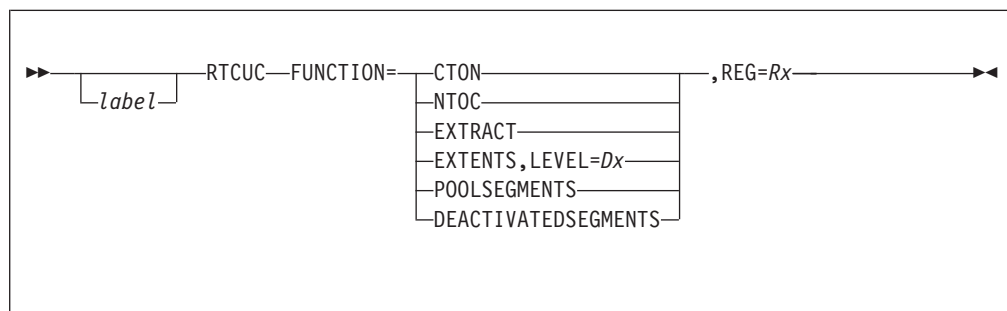 RTCUC FUNCTION= CTON ,REG=Rx
label
NTOC
EXTRACT
EXTENTS,LEVEL=Dx
POOLSEGMENTS
DEACTIVATEDSEGMENTS